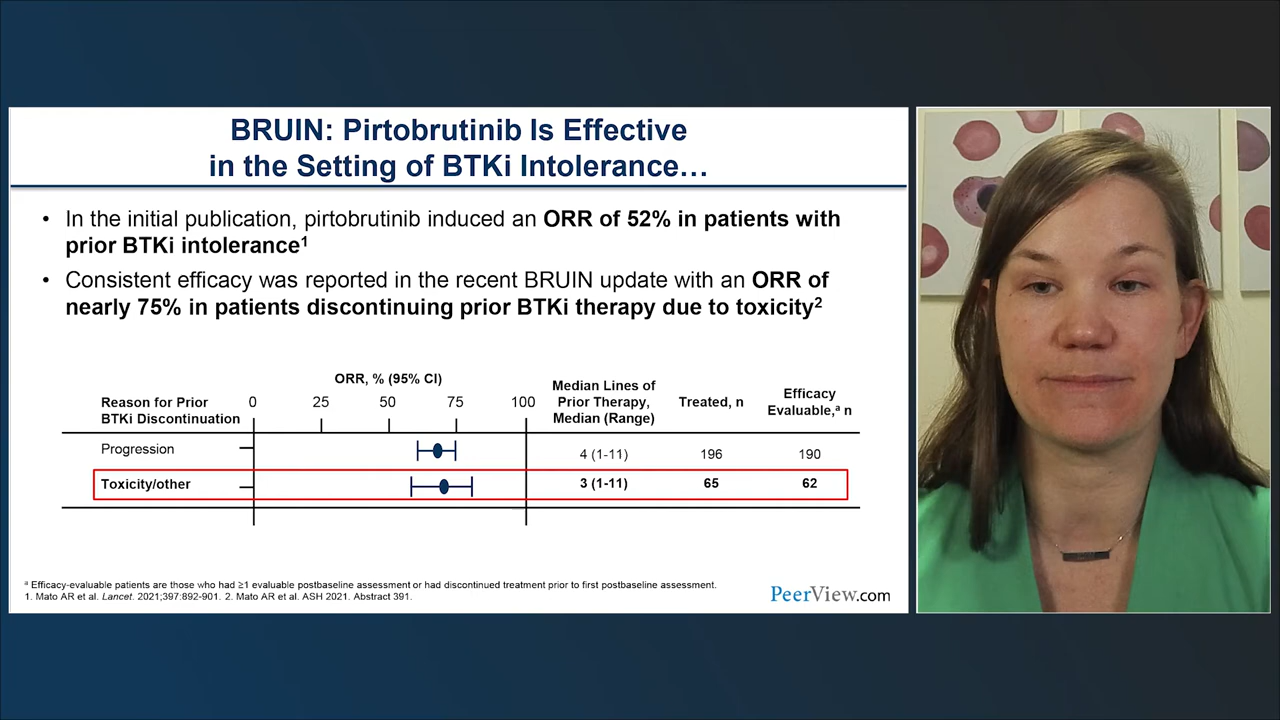 BRUIN: Pirtobrutinib Is Effective
in the Setting of BTKi Intolerance…
• In the initial publication, pirtobrutinib induced an ORR of 52% in patients with
prior BTKi intolerance1
• Consistent efficacy was reported in the recent BRUIN update with an ORR of
nearly 75% in patients discontinuing prior BTKi therapy due to toxicity2
ORR, % (95% CI)
Reason for Prior
BTKi Discontinuation
0 25 50 75 100
Median Lines of
Prior Therapy,
Median (Range)
Treated, n
Efficacy
Evaluable,a n
Progression 4 (1-11) 196 190
Toxicity/other 3 (1-11) 65 62
a Efficacy-evaluable patients are those who had ≥1 evaluable postbaseline assessment or had discontinued treatment prior to first postbaseline assessment.
1. Mato AR et al. Lancet. 2021;397:892-901. 2. Mato AR et al. ASH 2021. Abstract 391.
PeerView.com